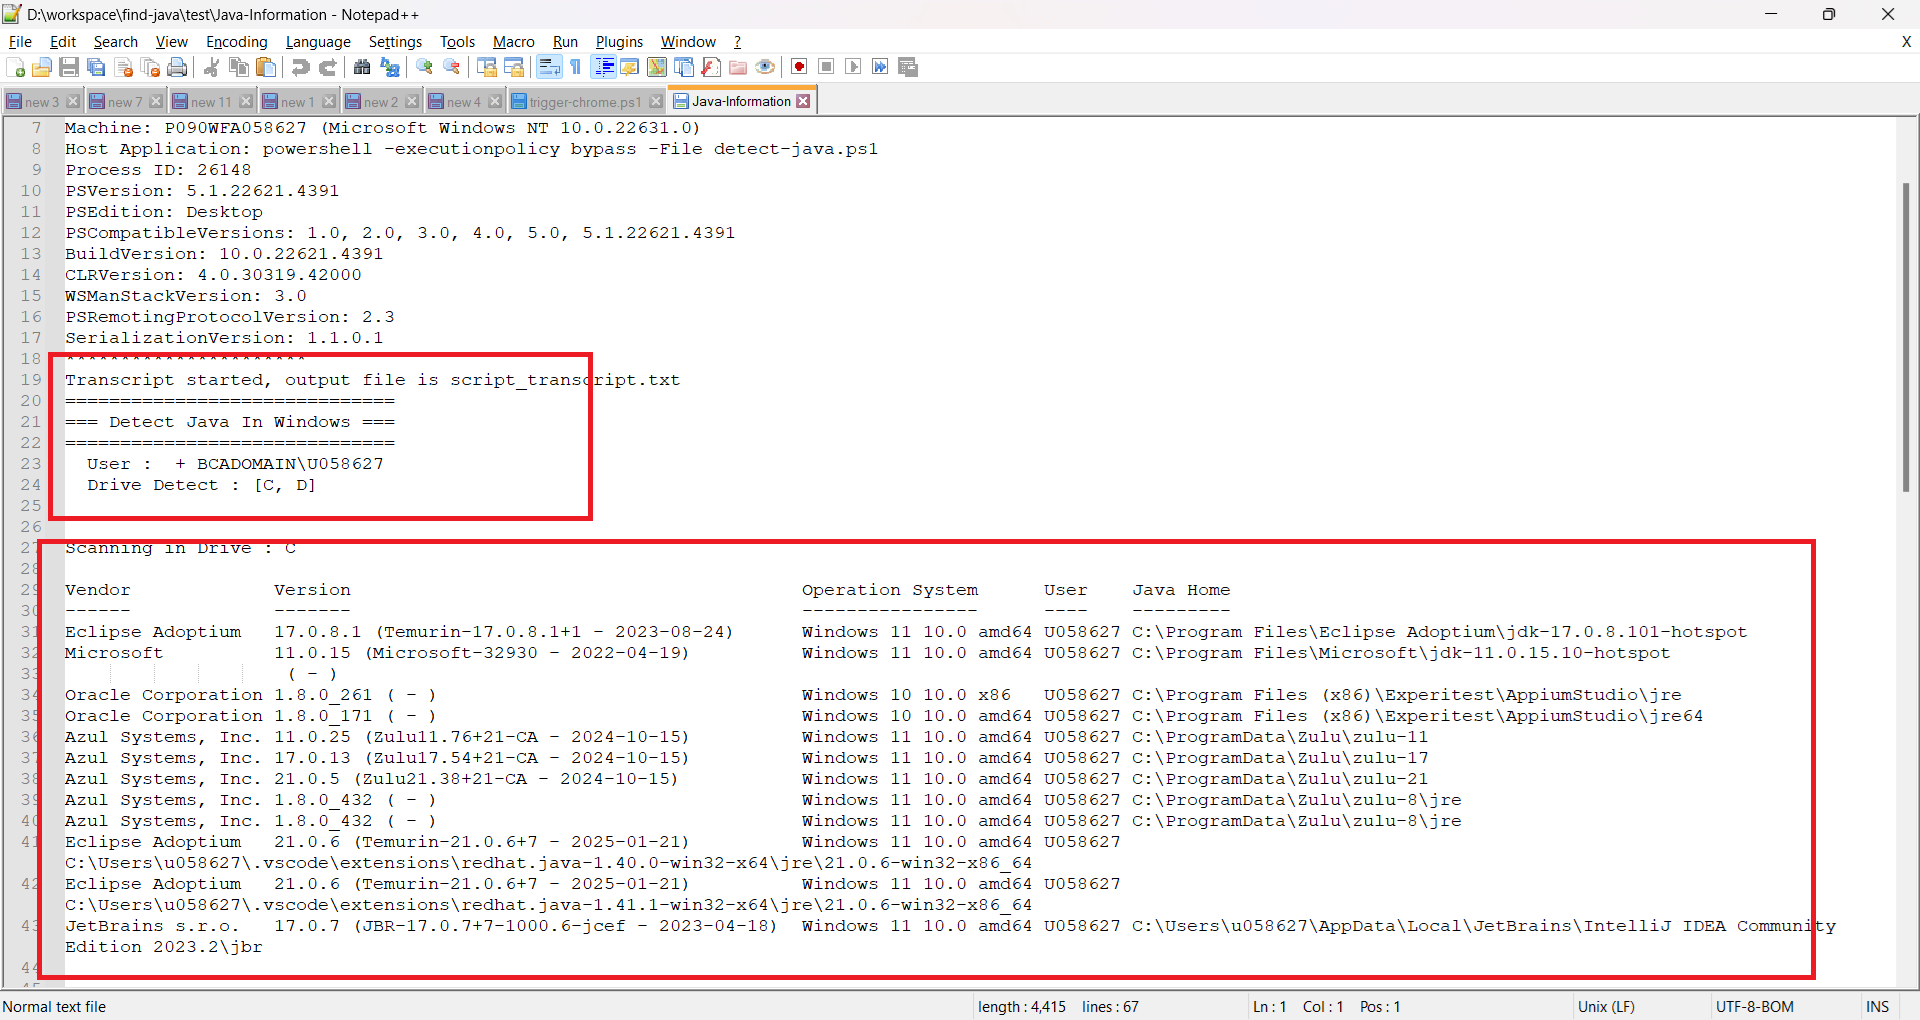 D:\workspace\find-java\test\Java-Information - Notepad++
File Edit Search View Encoding Language Settings Tools Macro Run Plugins Window ? X
new 3 new 7 new 11 new 1 new 2 new 4 trigger-chrome.ps1 Java-Information
7 Machine: P090WFA058627 (Microsoft Windows NT 10.0.22631.0)
8 Host Application: powershell -executionpolicy bypass -File detect-java.ps1
9 Process ID: 26148
10 PSVersion: 5.1.22621.4391
11 PSEdition: Desktop
12 PSCompatibleVersions: 1.0, 2.0, 3.0, 4.0, 5.0, 5.1.22621.4391
13 BuildVersion: 10.0.22621.4391
14 CLRVersion: 4.0.30319.42000
15 WSManStackVersion: 3.0
16 PSRemotingProtocolVersion: 2.3
17 SerializationVersion: 1.1.0.1
18 **********************
19 Transcript started, output file is script_transcript.txt
20 ==============================
21 === Detect Java In Windows ===
22 ==============================
23 User :  + BCADOMAIN\U058627
24 Drive Detect : [C, D]
25
26
27 Scanning in Drive : C
28
29 Vendor Version Operation System User Java Home
30 ------ ------- ---------------- ---- ---------
31 Eclipse Adoptium 17.0.8.1 (Temurin-17.0.8.1+1 - 2023-08-24) Windows 11 10.0 amd64 U058627 C:\Program Files\Eclipse Adoptium\jdk-17.0.8.101-hotspot
32 Microsoft 11.0.15 (Microsoft-32930 - 2022-04-19) Windows 11 10.0 amd64 U058627 C:\Program Files\Microsoft\jdk-11.0.15.10-hotspot
33 ( - )
34 Oracle Corporation 1.8.0_261 ( - ) Windows 10 10.0 x86 U058627 C:\Program Files (x86)\Experitest\AppiumStudio\jre
35 Oracle Corporation 1.8.0_171 ( - ) Windows 10 10.0 amd64 U058627 C:\Program Files (x86)\Experitest\AppiumStudio\jre64
36 Azul Systems, Inc. 11.0.25 (Zulu11.76+21-CA - 2024-10-15) Windows 11 10.0 amd64 U058627 C:\ProgramData\Zulu\zulu-11
37 Azul Systems, Inc. 17.0.13 (Zulu17.54+21-CA - 2024-10-15) Windows 11 10.0 amd64 U058627 C:\ProgramData\Zulu\zulu-17
38 Azul Systems, Inc. 21.0.5 (Zulu21.38+21-CA - 2024-10-15) Windows 11 10.0 amd64 U058627 C:\ProgramData\Zulu\zulu-21
39 Azul Systems, Inc. 1.8.0_432 ( - ) Windows 11 10.0 amd64 U058627 C:\ProgramData\Zulu\zulu-8\jre
40 Azul Systems, Inc. 1.8.0_432 ( - ) Windows 11 10.0 amd64 U058627 C:\ProgramData\Zulu\zulu-8\jre
41 Eclipse Adoptium 21.0.6 (Temurin-21.0.6+7 - 2025-01-21) Windows 11 10.0 amd64 U058627
C:\Users\u058627\.vscode\extensions\redhat.java-1.40.0-win32-x64\jre\21.0.6-win32-x86_64
42 Eclipse Adoptium 21.0.6 (Temurin-21.0.6+7 - 2025-01-21) Windows 11 10.0 amd64 U058627
C:\Users\u058627\.vscode\extensions\redhat.java-1.41.1-win32-x64\jre\21.0.6-win32-x86_64
43 JetBrains s.r.o. 17.0.7 (JBR-17.0.7+7-1000.6-jcef - 2023-04-18) Windows 11 10.0 amd64 U058627 C:\Users\u058627\AppData\Local\JetBrains\IntelliJ IDEA Community
Edition 2023.2\jbr
44
45
Normal text file length : 4,415 lines : 67 Ln : 1 Col : 1 Pos : 1 Unix (LF) UTF-8-BOM INS